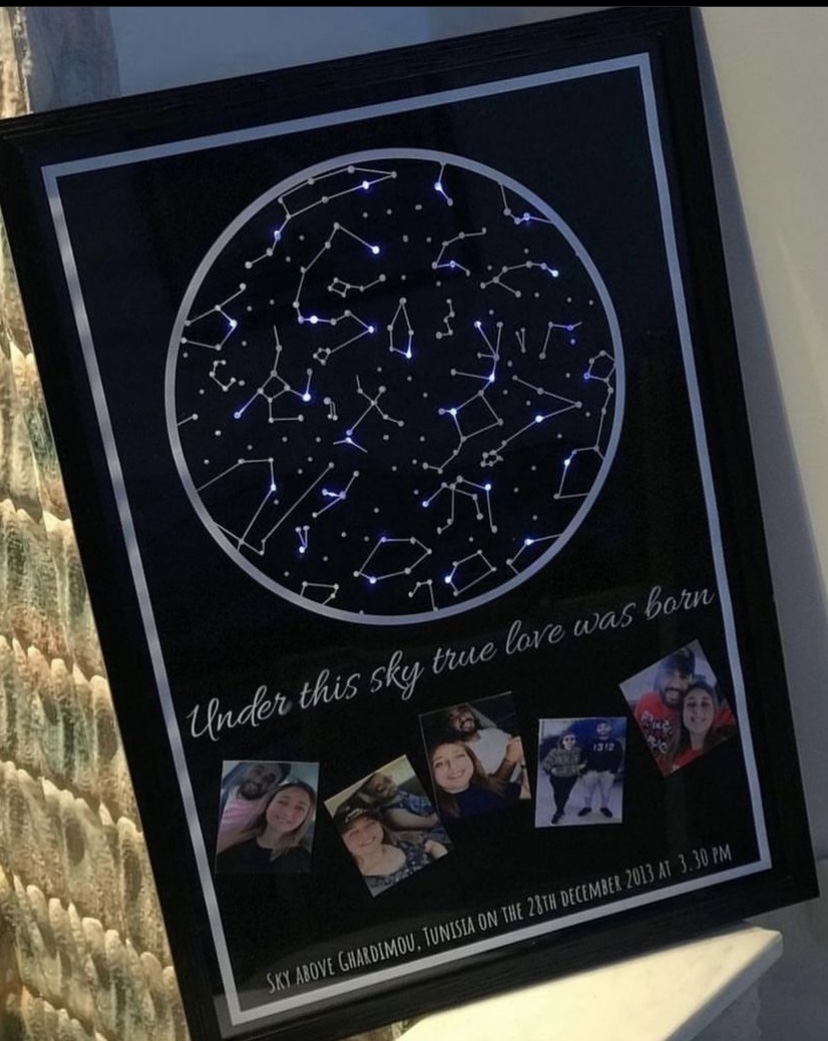 Under this sky true love was born
1312
SKY ABOVE GHARDIMOU, TUNISIA ON THE 28TH DECEMBER 2013 AT 3.30 PM